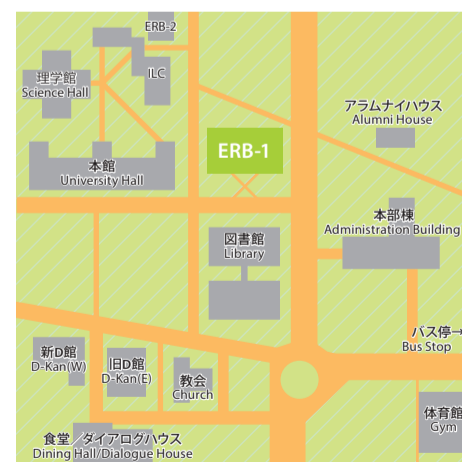 ERB-2
ILC
理学館
Science Hall
アラムナイハウス
Alumni House
ERB-1
本館
University Hall
本部棟
Administration Building
図書館
Library
バス停→
Bus Stop
新D館
D-Kan(W)
旧D館
D-Kan(E)
教会
Church
体育館
Gym
食堂／ダイアログハウス
Dining Hall/Dialogue House